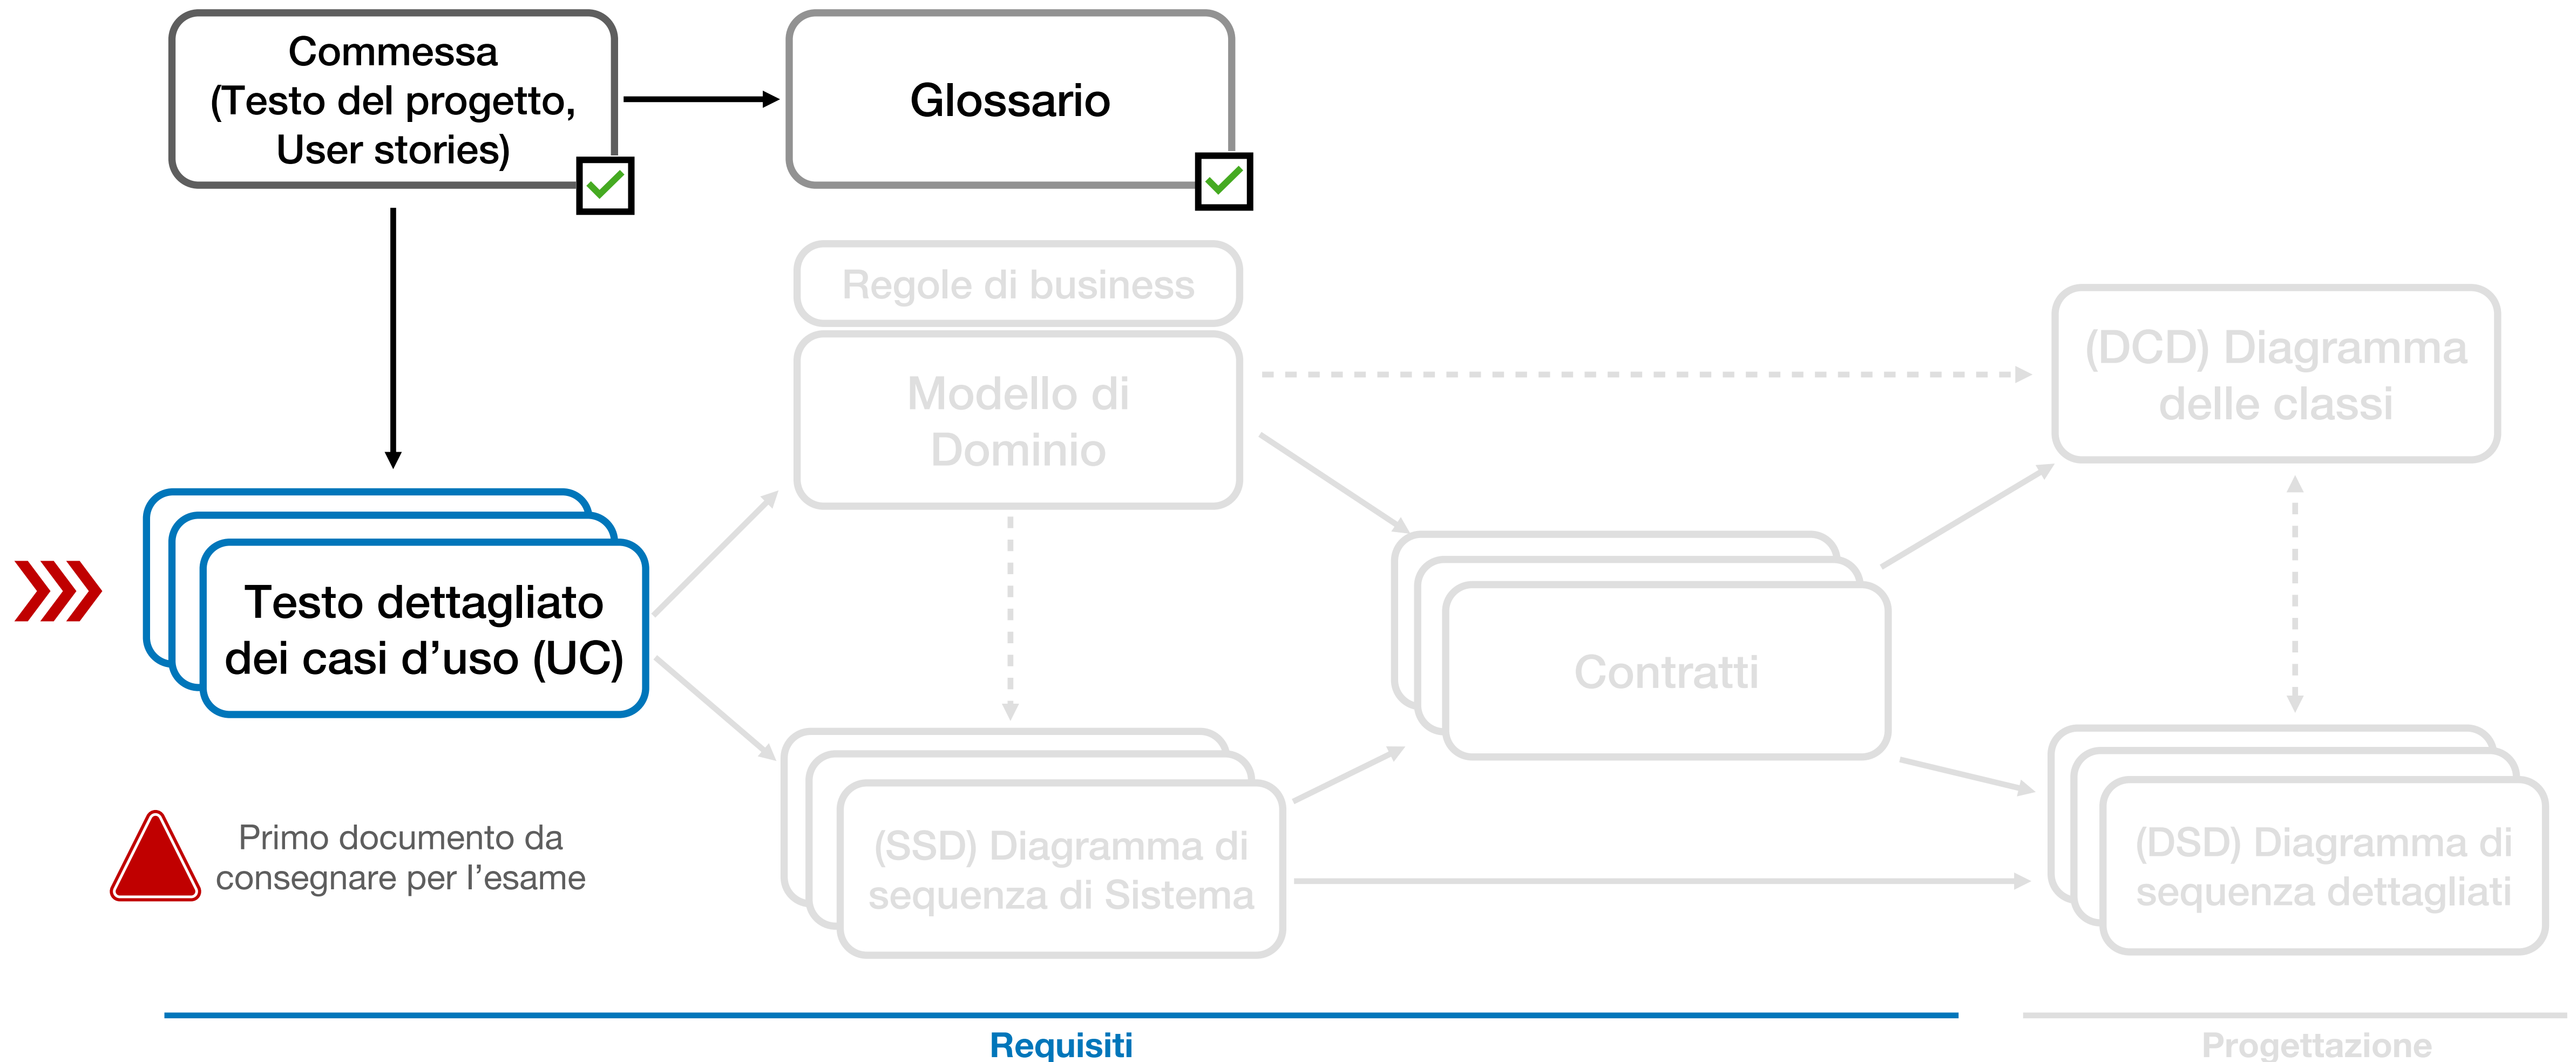 Commessa
(Testo del progetto,
User stories)
Glossario
Regole di business
Modello di
Dominio
(DCD) Diagramma
delle classi
Testo dettagliato
dei casi d'uso (UC)
Contratti
Primo documento da
consegnare per l'esame
(SSD) Diagramma di
sequenza di Sistema
(DSD) Diagramma di
sequenza dettagliati
Requisiti
Progettazione